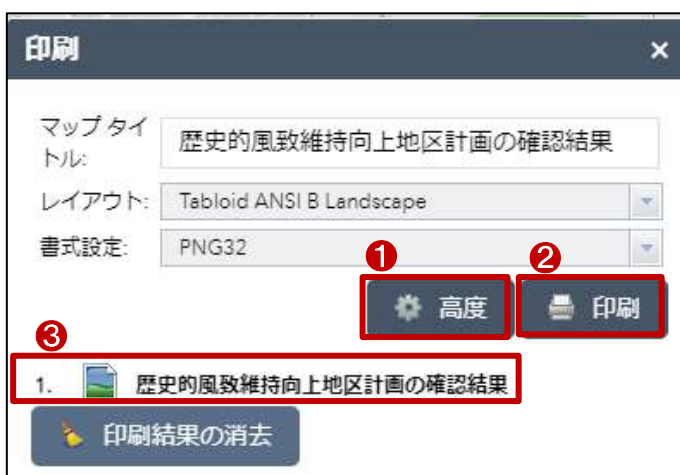 印刷 ×
マップ タイ
トル:
歴史的風致維持向上地区計画の確認結果
レイアウト: Tabloid ANSI B Landscape
書式設定: PNG32
❶ ❷
高度 印刷
❸
1. 歴史的風致維持向上地区計画の確認結果
印刷結果の消去